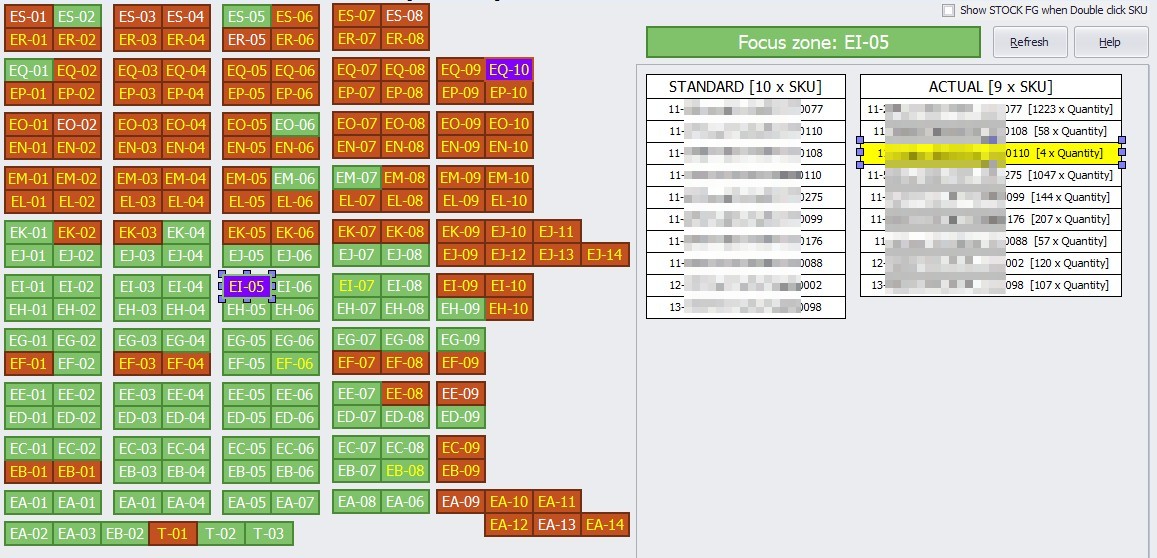 Show STOCK FG when Double click SKU
Focus zone: EI-05
Refresh
Help
ES-01 ES-02 ES-03 ES-04 ES-05 ES-06 ES-07 ES-08
ER-01 ER-02 ER-03 ER-04 ER-05 ER-06 ER-07 ER-08
EQ-01 EQ-02 EQ-03 EQ-04 EQ-05 EQ-06 EQ-07 EQ-08 EQ-09 EQ-10
EP-01 EP-02 EP-03 EP-04 EP-05 EP-06 EP-07 EP-08 EP-09 EP-10
EO-01 EO-02 EO-03 EO-04 EO-05 EO-06 EO-07 EO-08 EO-09 EO-10
EN-01 EN-02 EN-03 EN-04 EN-05 EN-06 EN-07 EN-08 EN-09 EN-10
EM-01 EM-02 EM-03 EM-04 EM-05 EM-06 EM-07 EM-08 EM-09 EM-10
EL-01 EL-02 EL-03 EL-04 EL-05 EL-06 EL-07 EL-08 EL-09 EL-10
EK-01 EK-02 EK-03 EK-04 EK-05 EK-06 EK-07 EK-08 EK-09 EJ-10 EJ-11
EJ-01 EJ-02 EJ-03 EJ-04 EJ-05 EJ-06 EJ-07 EJ-08 EJ-09 EJ-12 EJ-13 EJ-14
EI-01 EI-02 EI-03 EI-04 EI-05 EI-06 EI-07 EI-08 EI-09 EI-10
EH-01 EH-02 EH-03 EH-04 EH-05 EH-06 EH-07 EH-08 EH-09 EH-10
EG-01 EG-02 EG-03 EG-04 EG-05 EG-06 EG-07 EG-08 EG-09
EF-01 EF-02 EF-03 EF-04 EF-05 EF-06 EF-07 EF-08 EF-09
EE-01 EE-02 EE-03 EE-04 EE-05 EE-06 EE-07 EE-08 EE-09
ED-01 ED-02 ED-03 ED-04 ED-05 ED-06 ED-07 ED-08 ED-09
EC-01 EC-02 EC-03 EC-04 EC-05 EC-06 EC-07 EC-08 EC-09
EB-01 EB-01 EB-03 EB-04 EB-05 EB-06 EB-07 EB-08 EB-09
EA-01 EA-01 EA-01 EA-04 EA-05 EA-07 EA-08 EA-06 EA-09 EA-10 EA-11
EA-12 EA-13 EA-14
EA-02 EA-03 EB-02 T-01 T-02 T-03
STANDARD [10 x SKU]
11- 0077
11- 0110
11- 0108
11- 0110
11- 0275
11- 0099
11- 0176
11- 0088
12- 0002
13- 0098
ACTUAL [9 x SKU]
11- 077 [1223 x Quantity]
11 0108 [58 x Quantity]
1 0110 [4 x Quantity]
11- 275 [1047 x Quantity]
11- 099 [144 x Quantity]
11- 176 [207 x Quantity]
11 0088 [57 x Quantity]
12- 002 [120 x Quantity]
13- 098 [107 x Quantity]